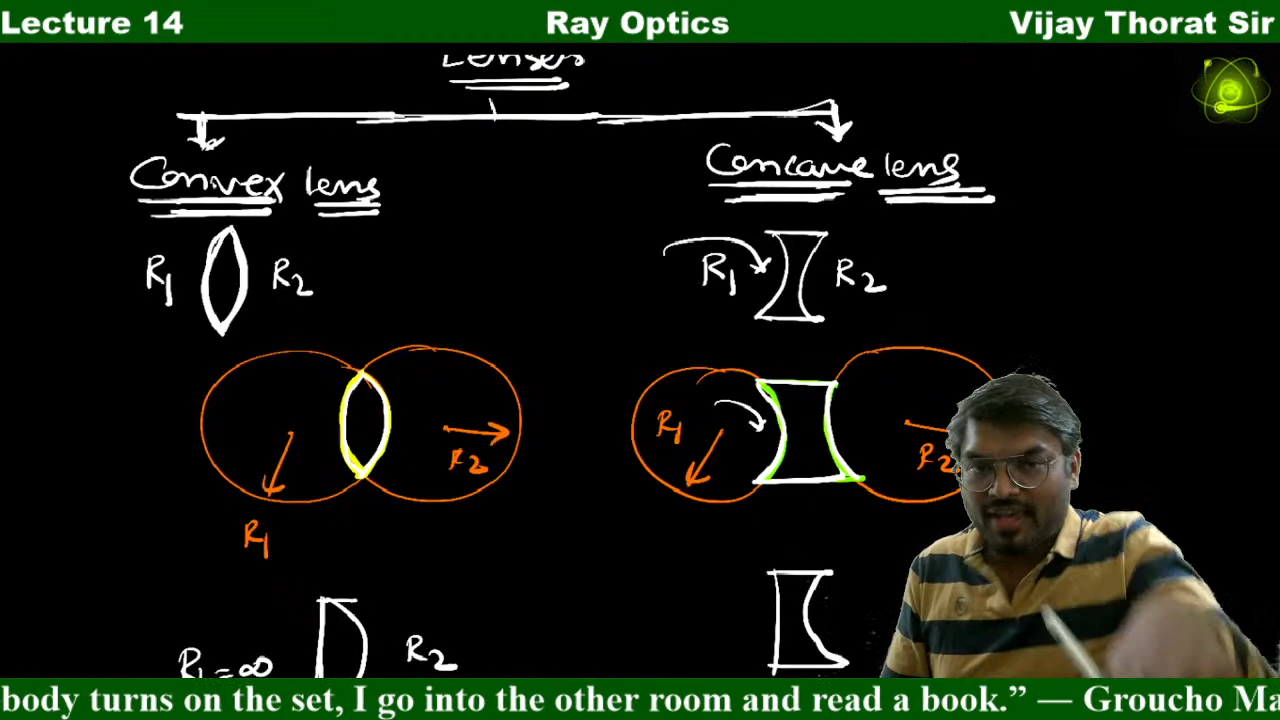 Lecture 14 Ray Optics Vijay Thorat Sir
Lenses
Convex lens
Concave lens
R1 R2
R1 R2
R1
R2
R1
R2
R1 = ∞
R2
body turns on the set, I go into the other room and read a book.” — Groucho Ma